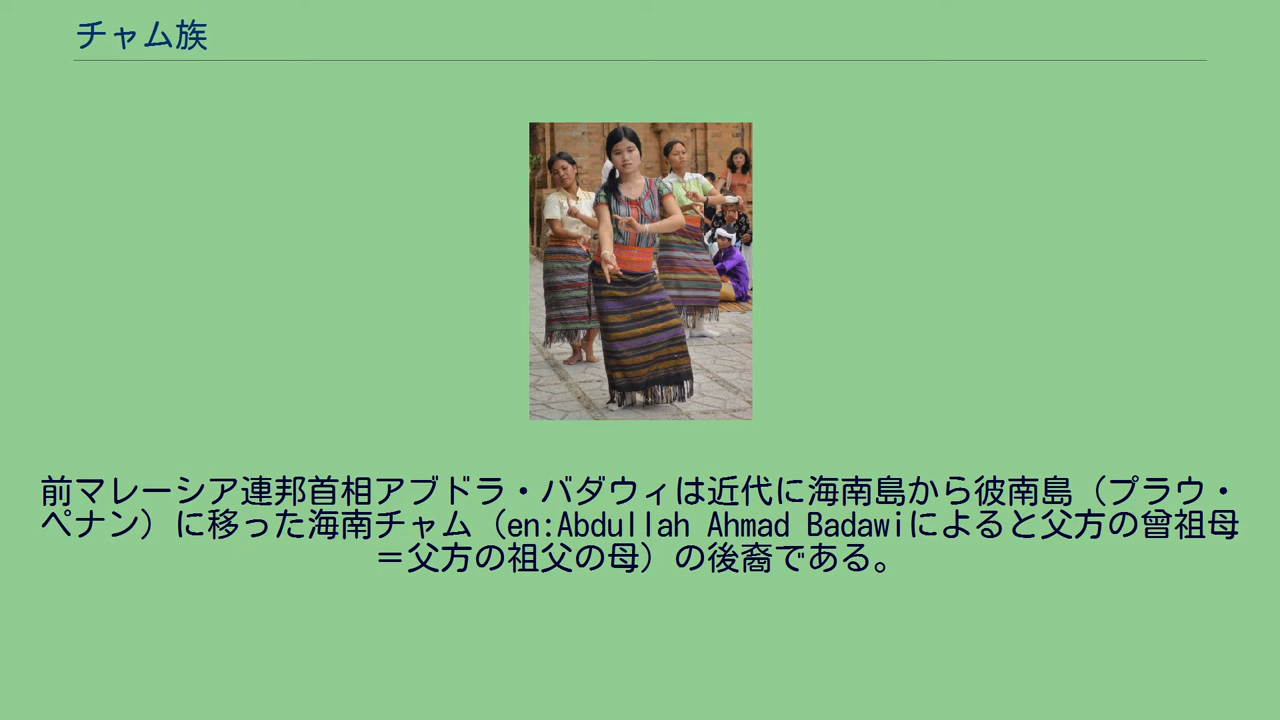 チャム族
前マレーシア連邦首相アブドラ・バダウィは近代に海南島から彼南島（プラウ・
ペナン）に移った海南チャム（en:Abdullah Ahmad Badawiによると父方の曾祖母
＝父方の祖父の母）の後裔である。